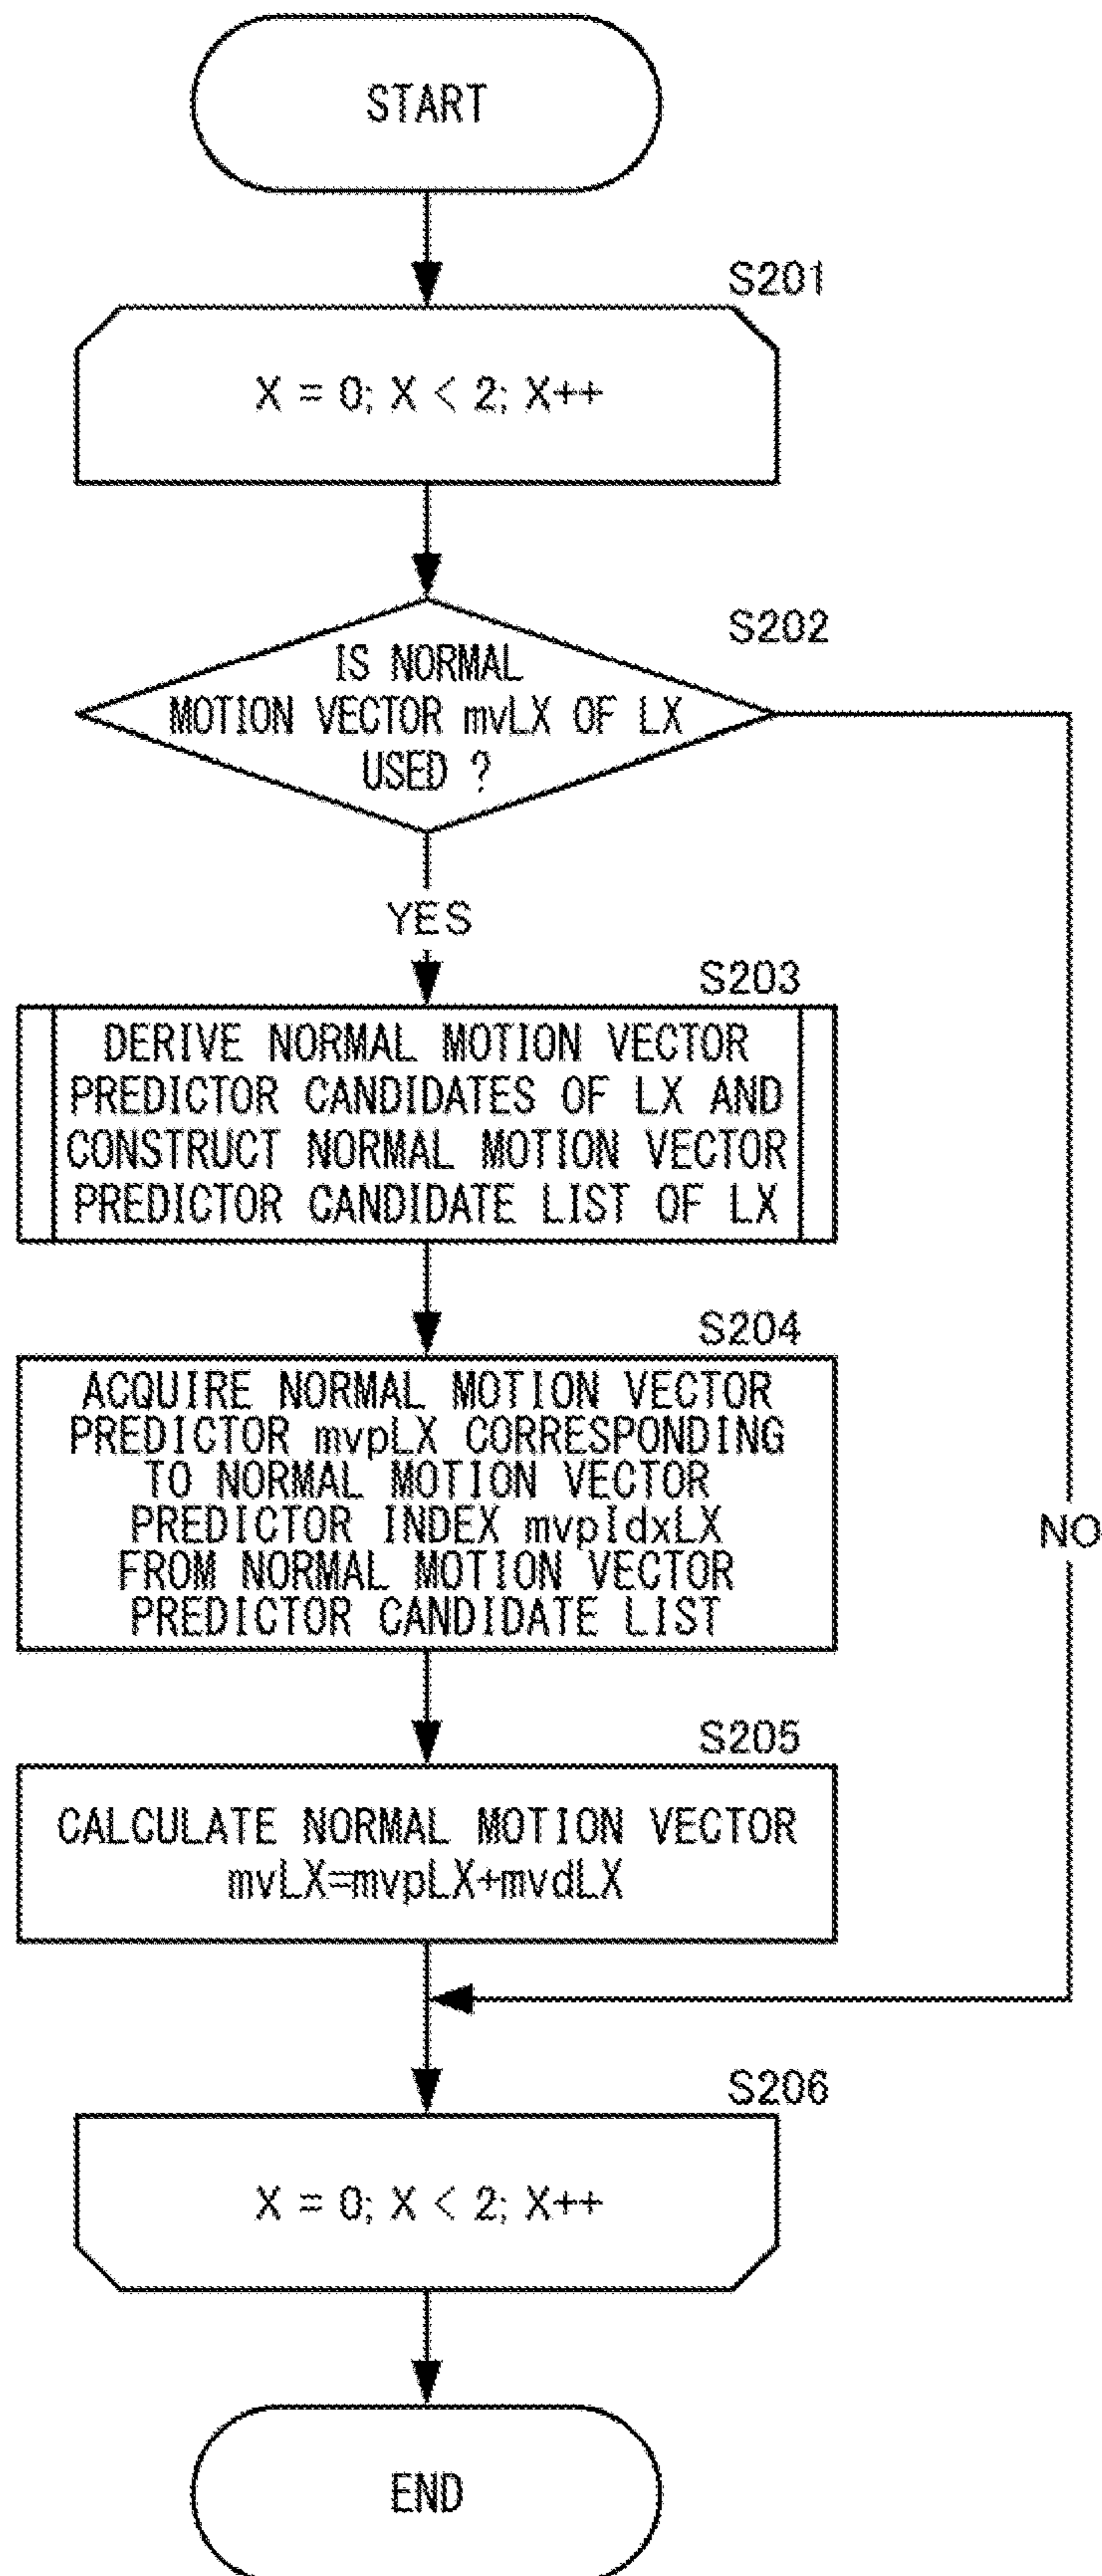 START
S201
X = 0; X < 2; X++
S202
IS NORMAL
MOTION VECTOR mvLX OF LX
USED ?
YES
S203
DERIVE NORMAL MOTION VECTOR
PREDICTOR CANDIDATES OF LX AND
CONSTRUCT NORMAL MOTION VECTOR
PREDICTOR CANDIDATE LIST OF LX
S204
ACQUIRE NORMAL MOTION VECTOR
PREDICTOR mvpLX CORRESPONDING
TO NORMAL MOTION VECTOR
PREDICTOR INDEX mvpIdxLX
FROM NORMAL MOTION VECTOR
PREDICTOR CANDIDATE LIST
NO
S205
CALCULATE NORMAL MOTION VECTOR
mvLX=mvpLX+mvdLX
S206
X = 0; X < 2; X++
END